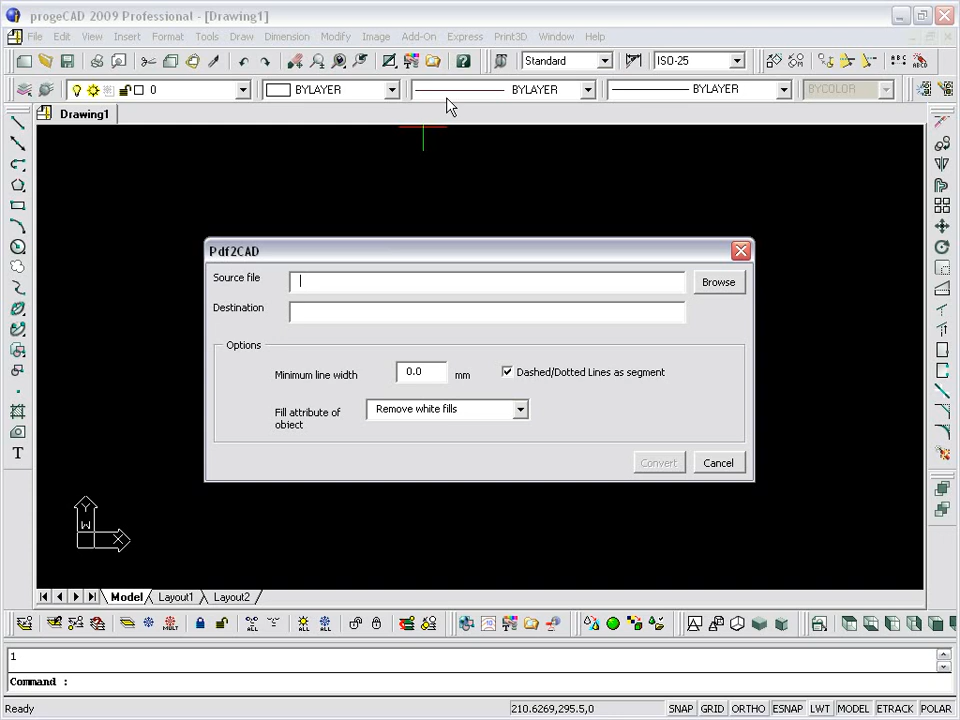 progeCAD 2009 Professional - [Drawing1]
File Edit View Insert Format Tools Draw Dimension Modify Image Add-On Express Print3D Window Help
Standard ISO-25
0 BYLAYER BYLAYER BYLAYER BYCOLOR
Drawing1
Pdf2CAD
Source file
Browse
Destination
Options
Minimum line width 0.0 mm
Dashed/Dotted Lines as segment
Fill attribute of object
Remove white fills
Convert Cancel
Y
W
X
Model Layout1 Layout2
1
Command :
Ready 210.6269,295.5,0 SNAP GRID ORTHO ESNAP LWT MODEL ETRACK POLAR